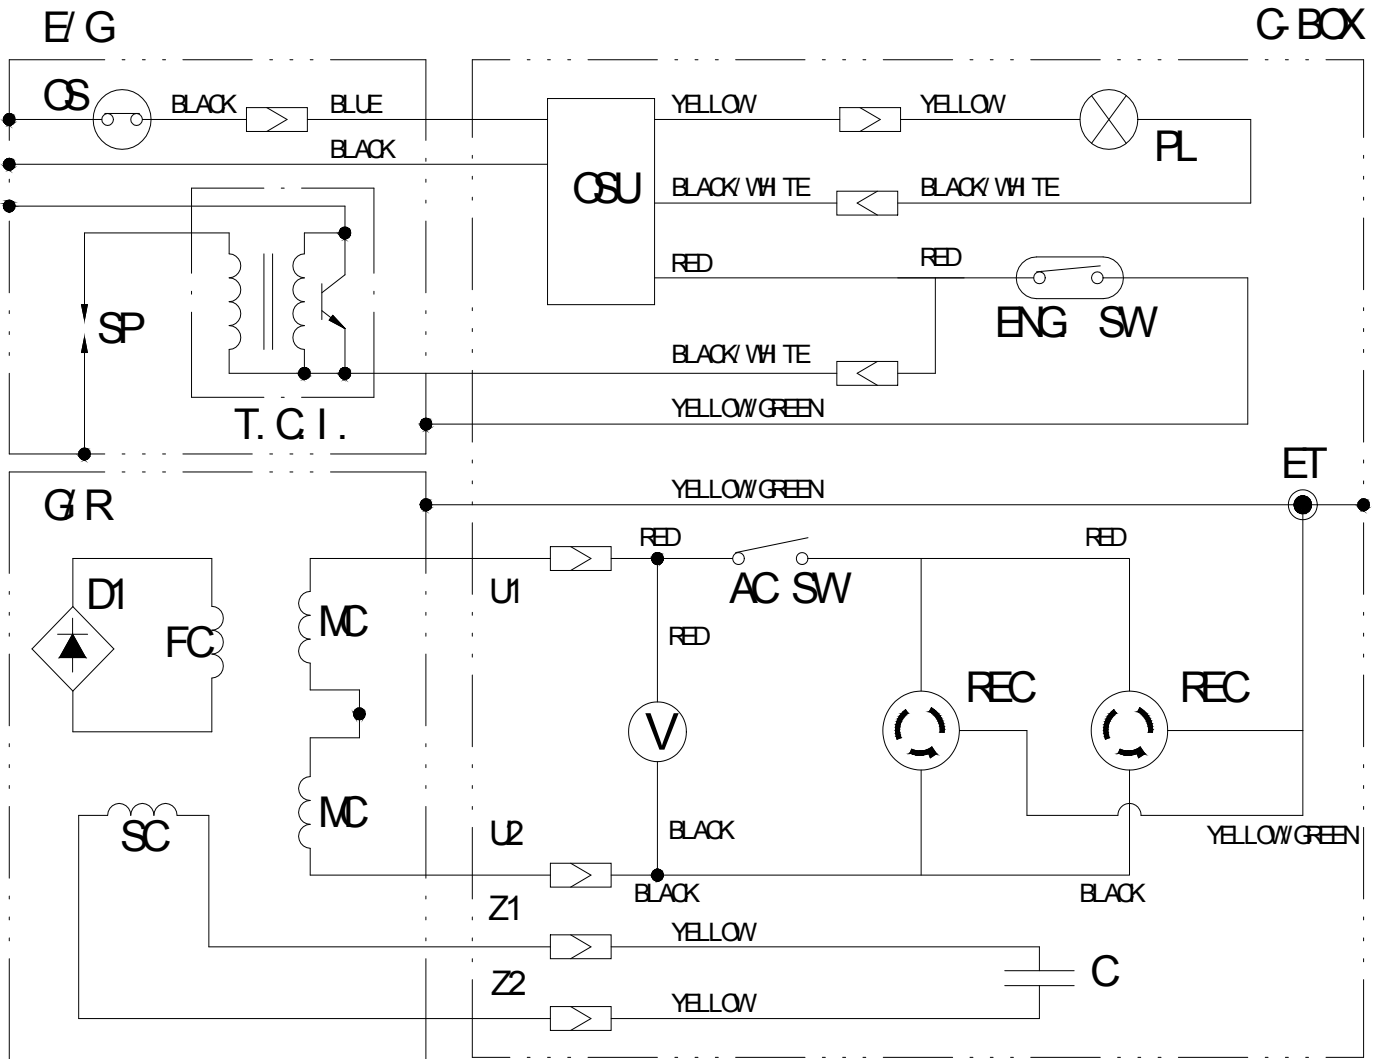 E/G
C-BOX
OS
BLACK
BLUE
YELLOW
YELLOW
PL
BLACK
OSU
BLACK/WHITE
BLACK/WHITE
RED
RED
SP
ENG. SW
BLACK/WHITE
T.C.I.
YELLOW/GREEN
ET
G/R
YELLOW/GREEN
RED
RED
D1
U1
AC SW
MC
FC
RED
REC
REC
V
MC
SC
U2
BLACK
YELLOW/GREEN
BLACK
BLACK
Z1
YELLOW
Z2
C
YELLOW